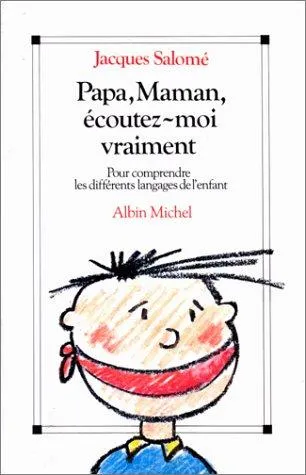 Jacques Salomé
Papa, Maman,
écoutez~moi
vraiment
Pour comprendre
les différents langages de l'enfant
Albin Michel